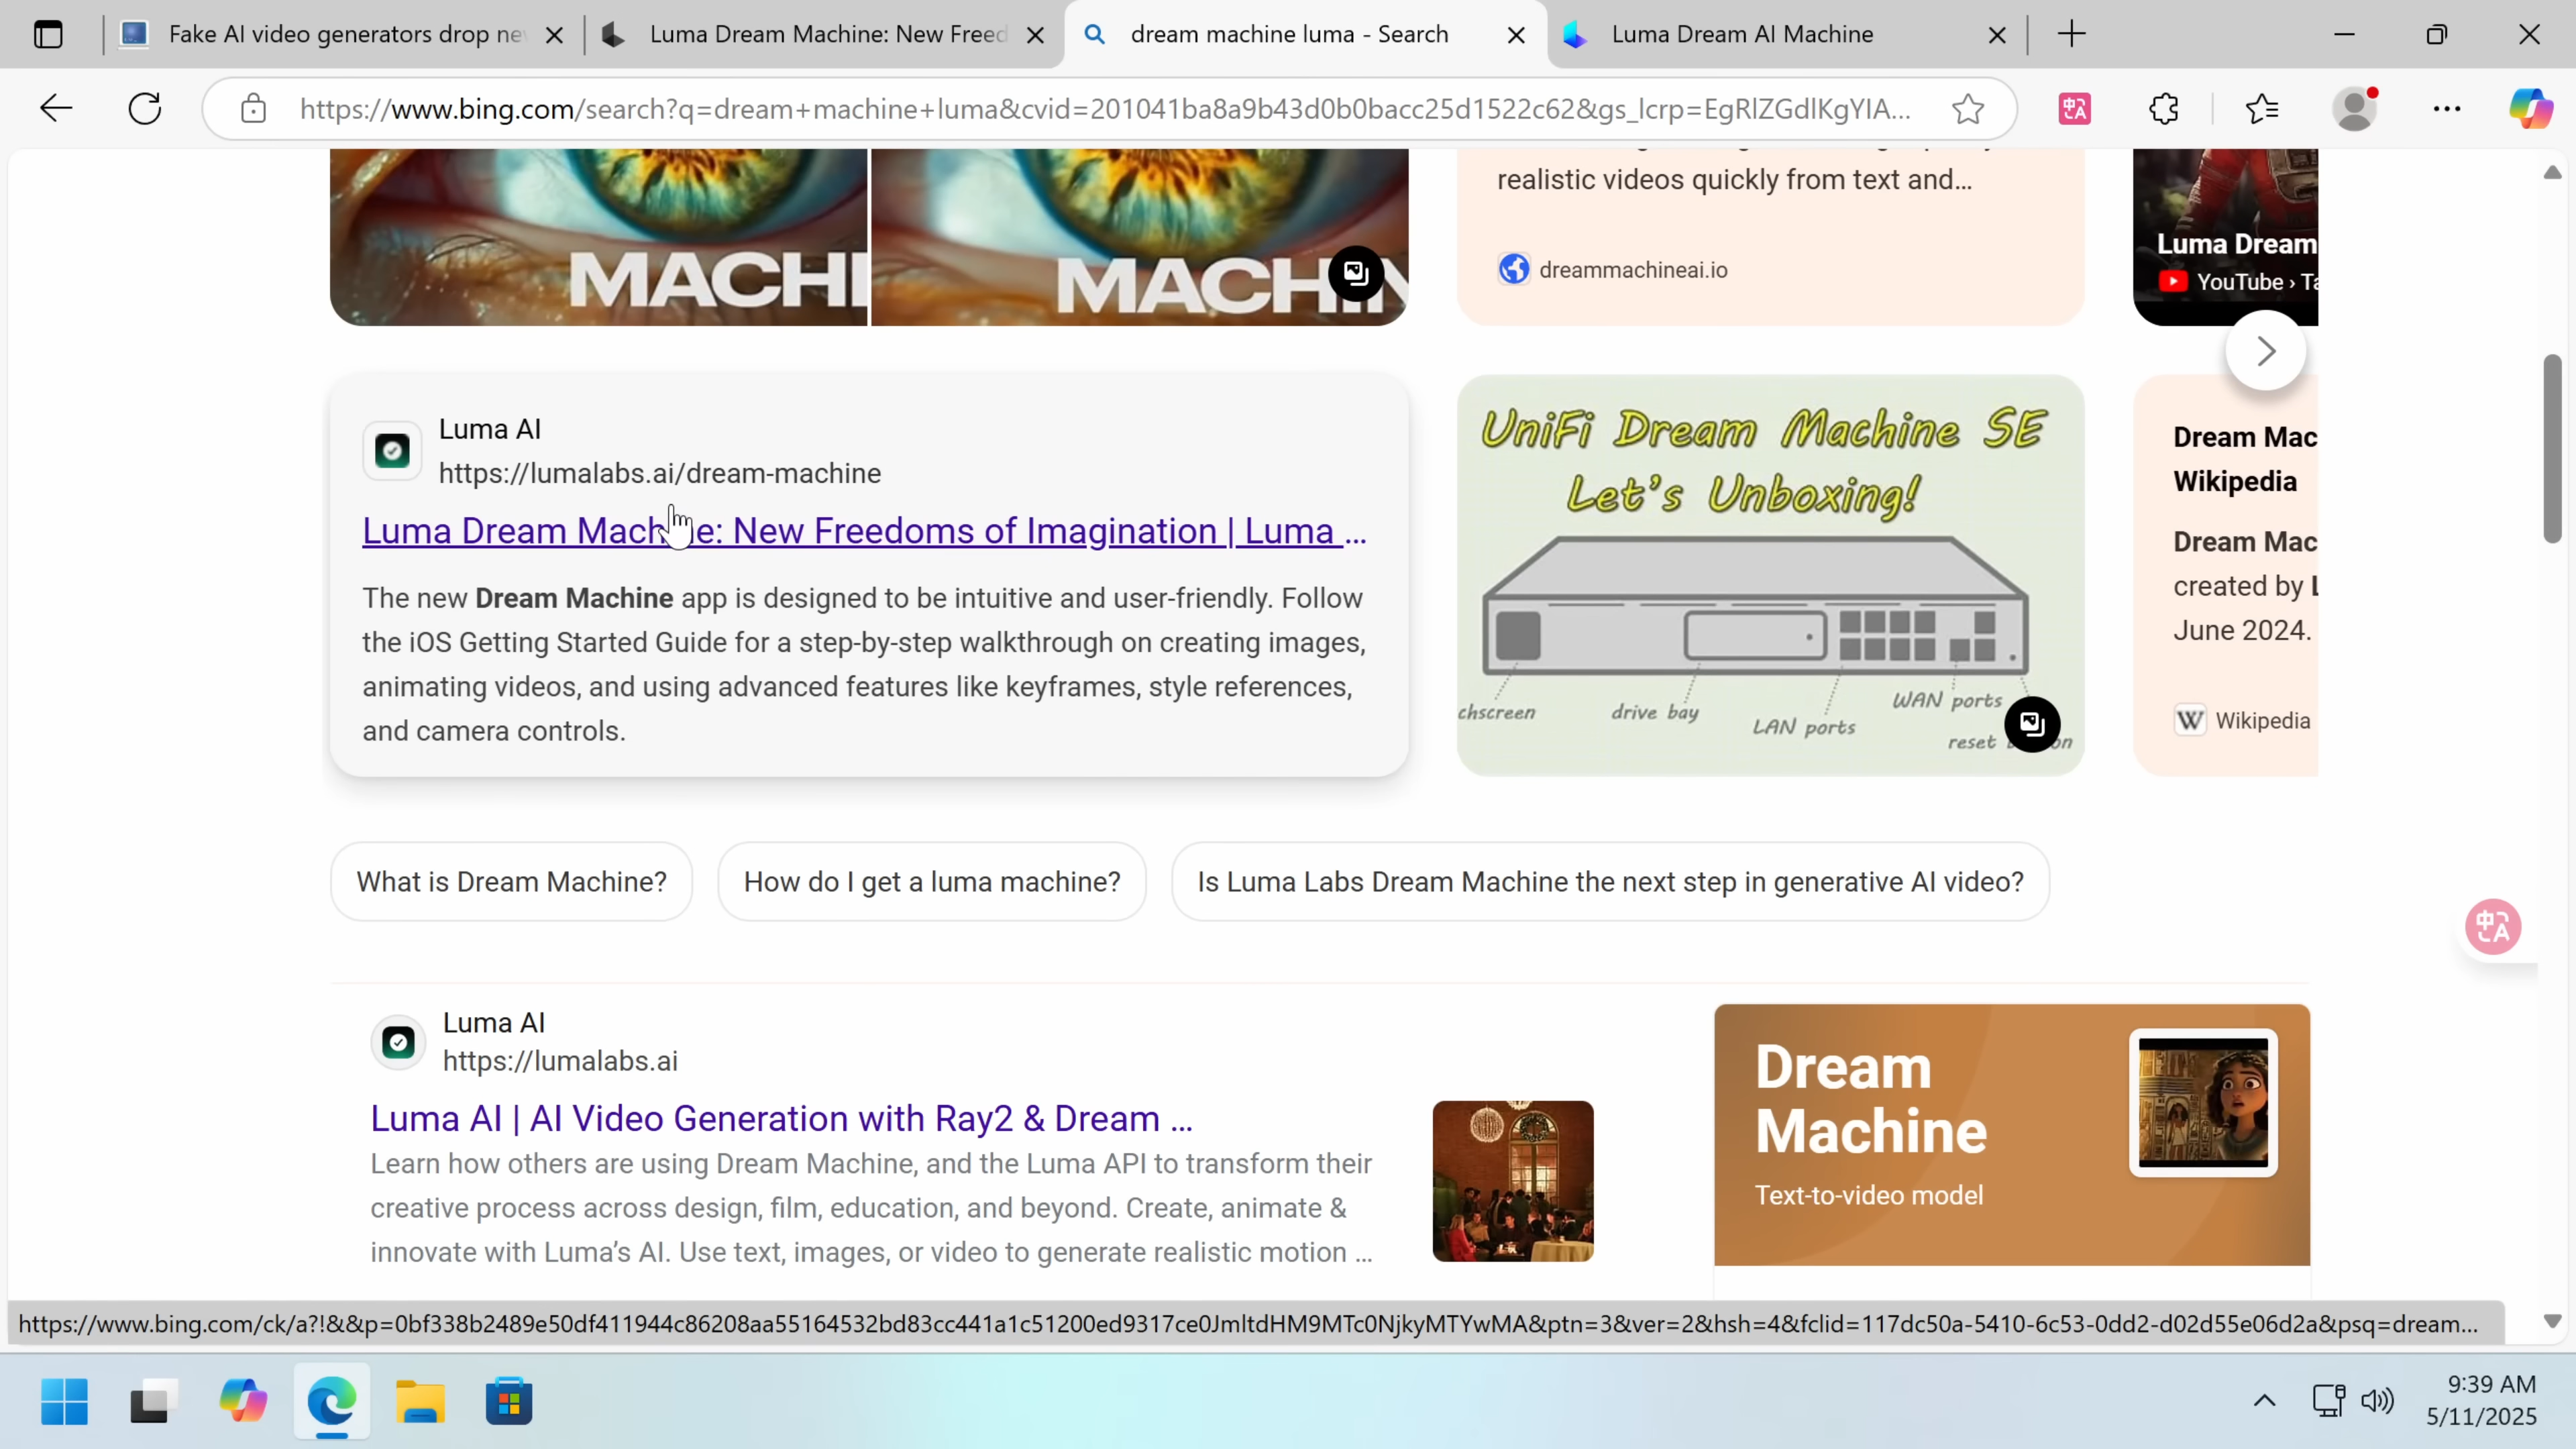 Fake AI video generators drop ne
Luma Dream Machine: New Freed
dream machine luma - Search
Luma Dream AI Machine
https://www.bing.com/search?q=dream+machine+luma&cvid=201041ba8a9b43d0b0bacc25d1522c62&gs_lcrp=EgRlZGdlKgYIA...
MACHI
MACHIN
realistic videos quickly from text and...
dreammachineai.io
Luma Dream
YouTube › Ta
Luma AI
https://lumalabs.ai/dream-machine
Luma Dream Machine: New Freedoms of Imagination | Luma ...
The new Dream Machine app is designed to be intuitive and user-friendly. Follow
the iOS Getting Started Guide for a step-by-step walkthrough on creating images,
animating videos, and using advanced features like keyframes, style references,
and camera controls.
UniFi Dream Machine SE
Let's Unboxing!
chscreen
drive bay
LAN ports
WAN ports
reset
on
Dream Mac
Wikipedia
Dream Mac
created by L
June 2024.
Wikipedia
What is Dream Machine?
How do I get a luma machine?
Is Luma Labs Dream Machine the next step in generative AI video?
Luma AI
https://lumalabs.ai
Luma AI | AI Video Generation with Ray2 & Dream ...
Learn how others are using Dream Machine, and the Luma API to transform their
creative process across design, film, education, and beyond. Create, animate &
innovate with Luma's AI. Use text, images, or video to generate realistic motion ...
Dream
Machine
Text-to-video model
https://www.bing.com/ck/a?!&&p=0bf338b2489e50df411944c86208aa55164532bd83cc441a1c51200ed9317ce0JmltdHM9MTc0NjkyMTYwMA&ptn=3&ver=2&hsh=4&fclid=117dc50a-5410-6c53-0dd2-d02d55e06d2a&psq=dream...
9:39 AM
5/11/2025